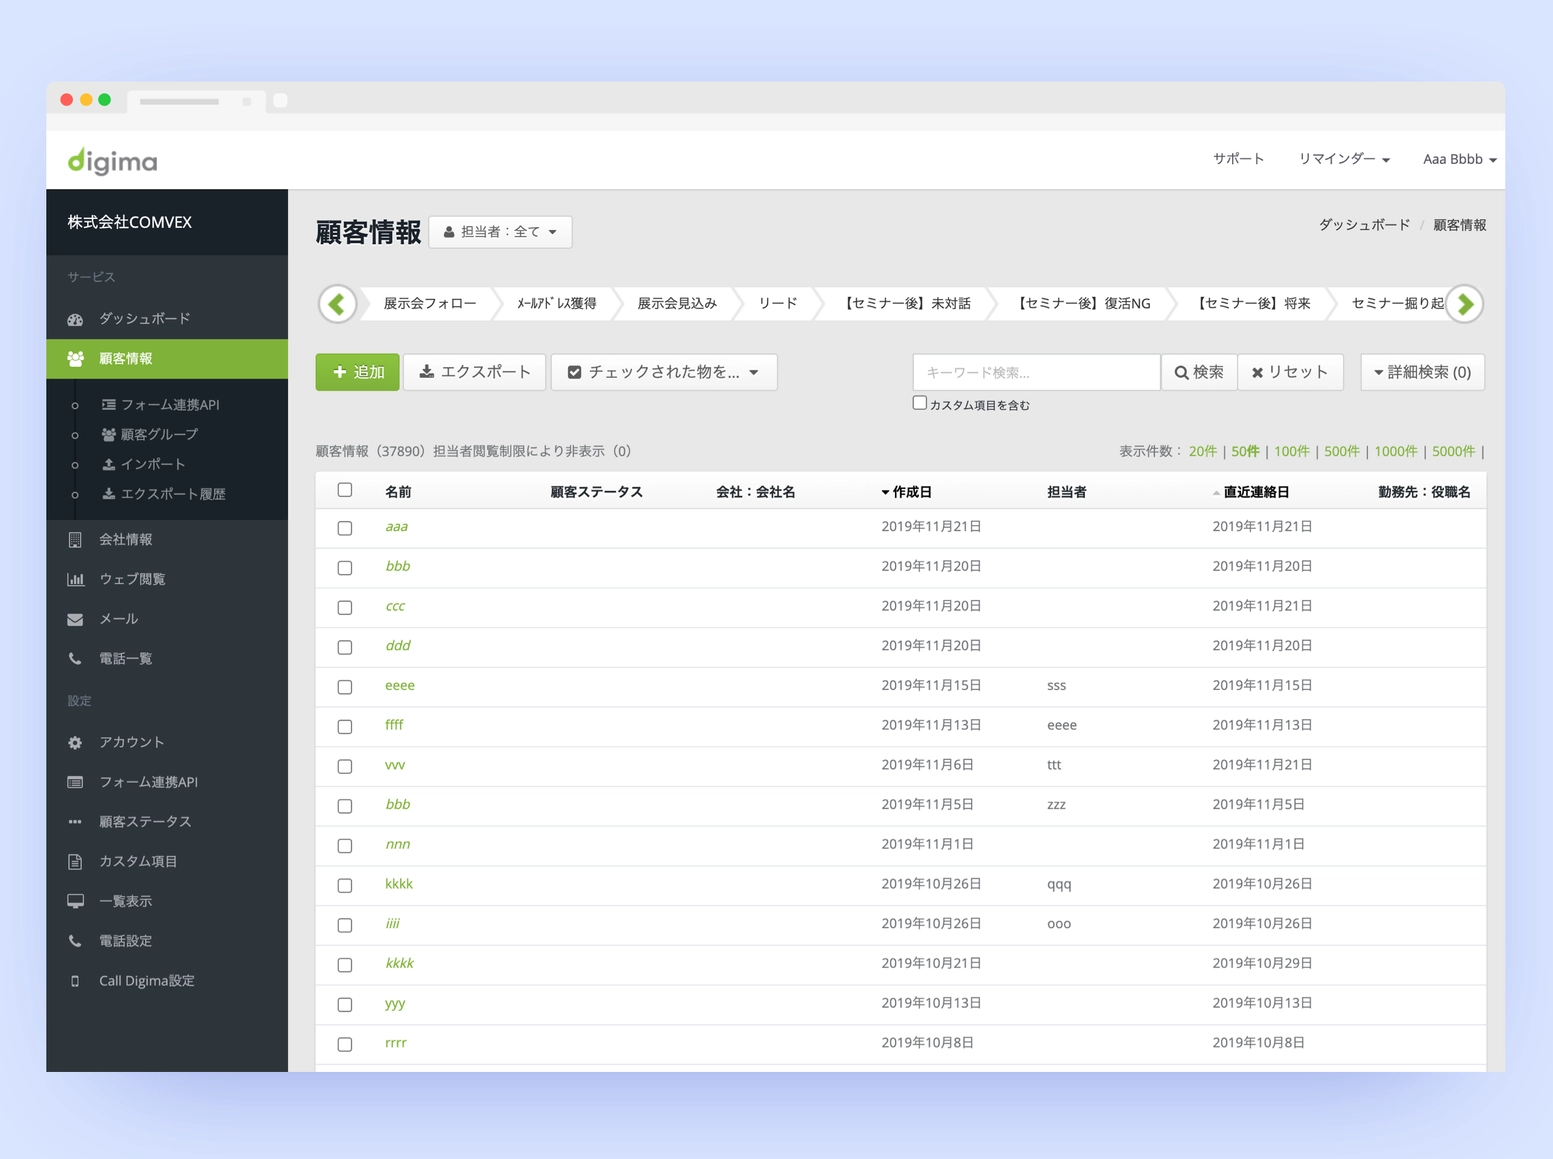 digima
サポート リマインダー Aaa Bbbb
株式会社COMVEX
サービス
ダッシュボード
顧客情報
フォーム連携API
顧客グループ
インポート
エクスポート履歴
会社情報
ウェブ閲覧
メール
電話一覧
設定
アカウント
フォーム連携API
顧客ステータス
カスタム項目
一覧表示
電話設定
Call Digima設定
顧客情報 担当者：全て
ダッシュボード / 顧客情報
展示会フォロー ﾒｰﾙｱﾄﾞﾚｽ獲得 展示会見込み リード 【セミナー後】未対話 【セミナー後】復活NG 【セミナー後】将来 セミナー掘り起
追加 エクスポート チェックされた物を... キーワード検索... 検索 リセット 詳細検索 (0)
カスタム項目を含む
顧客情報（37890）担当者閲覧制限により非表示（0） 表示件数： 20件 | 50件 | 100件 | 500件 | 1000件 | 5000件 |
名前 顧客ステータス 会社：会社名 作成日 担当者 直近連絡日 勤務先：役職名
aaa 2019年11月21日 2019年11月21日
bbb 2019年11月20日 2019年11月20日
ccc 2019年11月20日 2019年11月21日
ddd 2019年11月20日 2019年11月20日
eeee 2019年11月15日 sss 2019年11月15日
ffff 2019年11月13日 eeee 2019年11月13日
vvv 2019年11月6日 ttt 2019年11月21日
bbb 2019年11月5日 zzz 2019年11月5日
nnn 2019年11月1日 2019年11月1日
kkkk 2019年10月26日 qqq 2019年10月26日
iiii 2019年10月26日 ooo 2019年10月26日
kkkk 2019年10月21日 2019年10月29日
yyy 2019年10月13日 2019年10月13日
rrrr 2019年10月8日 2019年10月8日